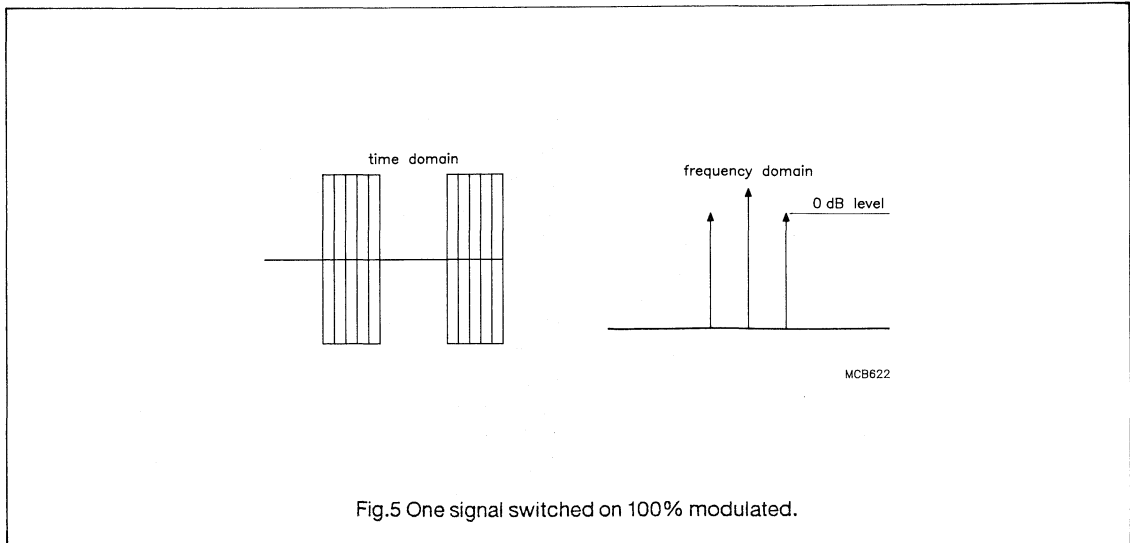 time domain
frequency domain
0 dB level
MCB622
Fig.5 One signal switched on 100% modulated.